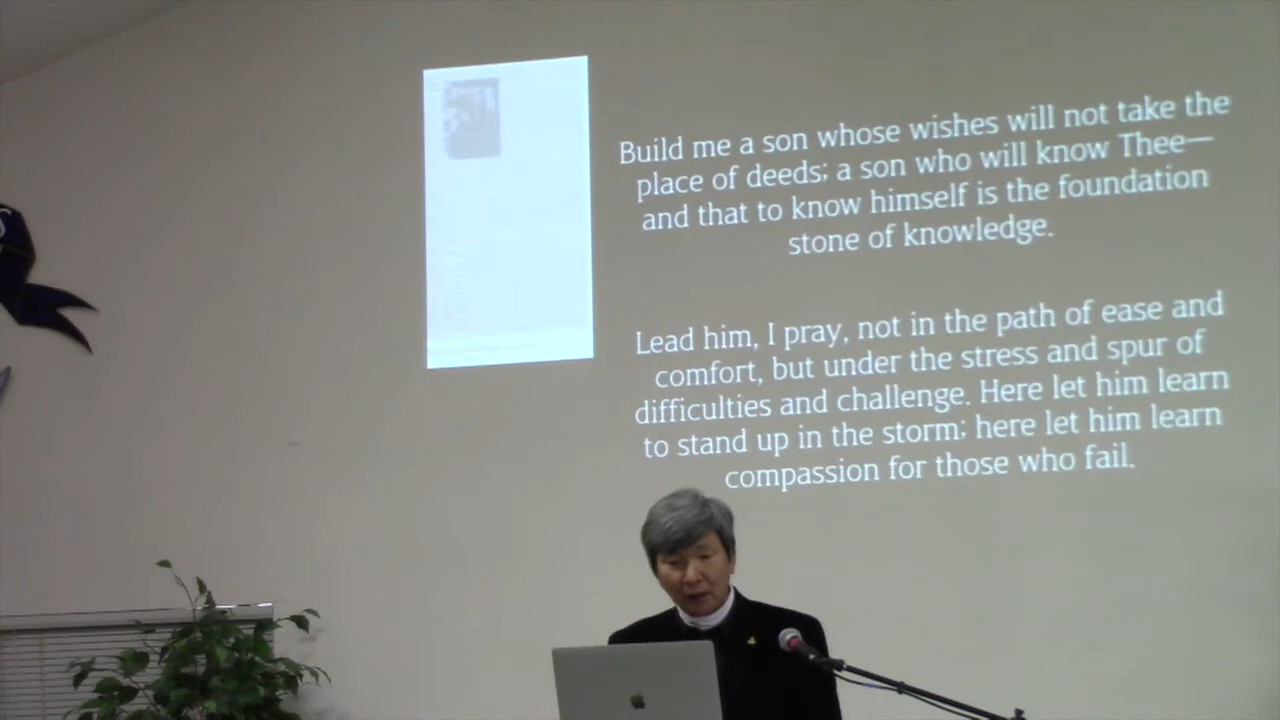 Build me a son whose wishes will not take the
place of deeds; a son who will know Thee—
and that to know himself is the foundation
stone of knowledge.
Lead him, I pray, not in the path of ease and
comfort, but under the stress and spur of
difficulties and challenge. Here let him learn
to stand up in the storm; here let him learn
compassion for those who fail.